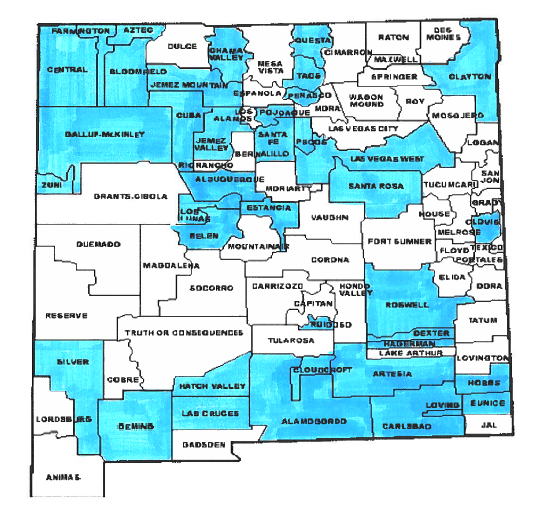 FARMINGTON
AZTEC
DULCE
CHAMA
VALLEY
QUESTA
CIMARRON
RATON
DES
MOINES
CENTRAL
BLOOMFIELD
MESA
VISTA
TAOS
MAXWELL
SPRINGER
CLAYTON
JEMEZ MOUNTAIN
ESPANOLA
PENASCO
WAGON
MOUND
ROY
MORA
MOSQUERO
CUBA
LOS
ALAMOS
POJOAQUE
GALLUP-McKINLEY
JEMEZ
VALLEY
SANTA
FE
PECOS
LAS VEGAS CITY
LOGAN
BERNALILLO
LAS VEGAS WEST
RIO RANCHO
ZUNI
ALBUQUERQUE
MORIARTY
SANTA ROSA
TUCUMCARI
SAN
JON
GRANTS-CIBOLA
LOS
LUNAS
ESTANCIA
VAUGHN
HOUSE
GRADY
CLOVIS
BELEN
MELROSE
QUEMADO
MOUNTAINAIR
FORT SUMNER
FLOYD
TEXICO
PORTALES
MAGDALENA
CORONA
ELIDA
DORA
SOCORRO
CARRIZOZO
HONDO
VALLEY
CAPITAN
ROSWELL
RESERVE
RUIDOSO
TATUM
TRUTH OR CONSEQUENCES
TULAROSA
DEXTER
HAGERMAN
LAKE ARTHUR
LOVINGTON
SILVER
COBRE
CLOUDCROFT
ARTESIA
HATCH VALLEY
HOBBS
LORDSBURG
DEMING
LAS CRUCES
ALAMOGORDO
LOVING
EUNICE
CARLSBAD
JAL
GADSDEN
ANIMAS